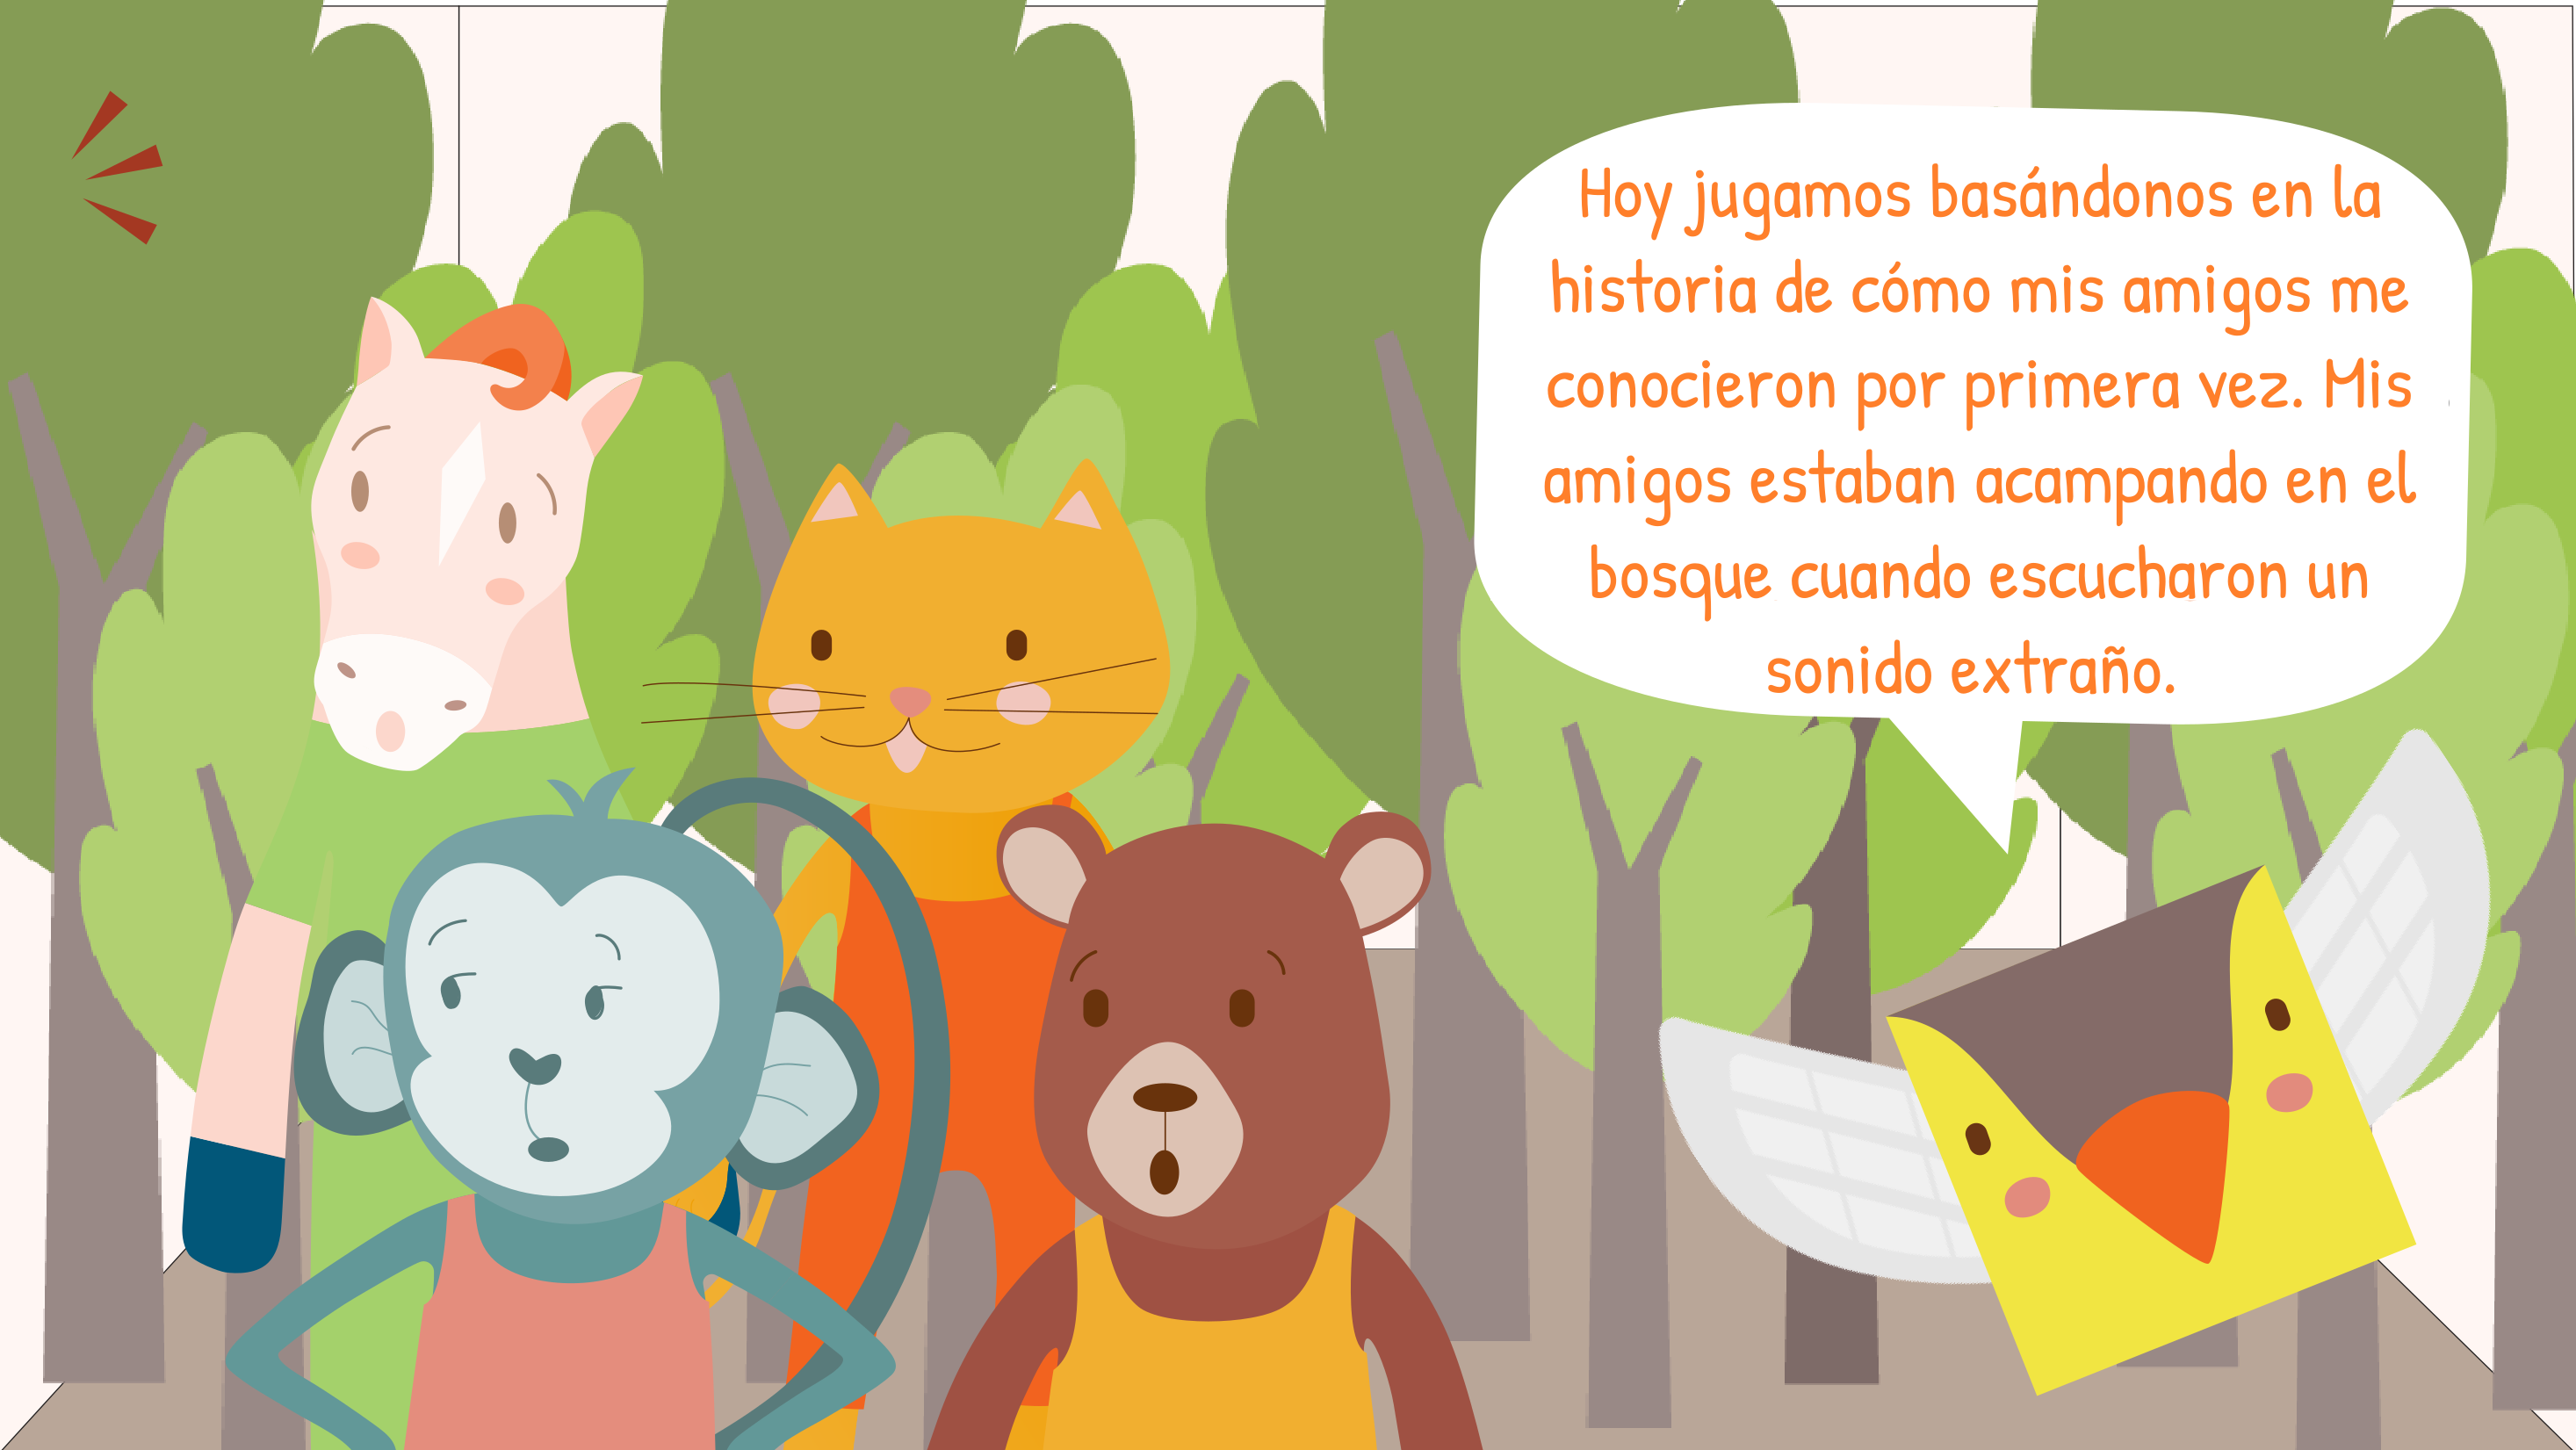 Hoy jugamos basándonos en la
historia de cómo mis amigos me
conocieron por primera vez. Mis
amigos estaban acampando en el
bosque cuando escucharon un
sonido extraño.